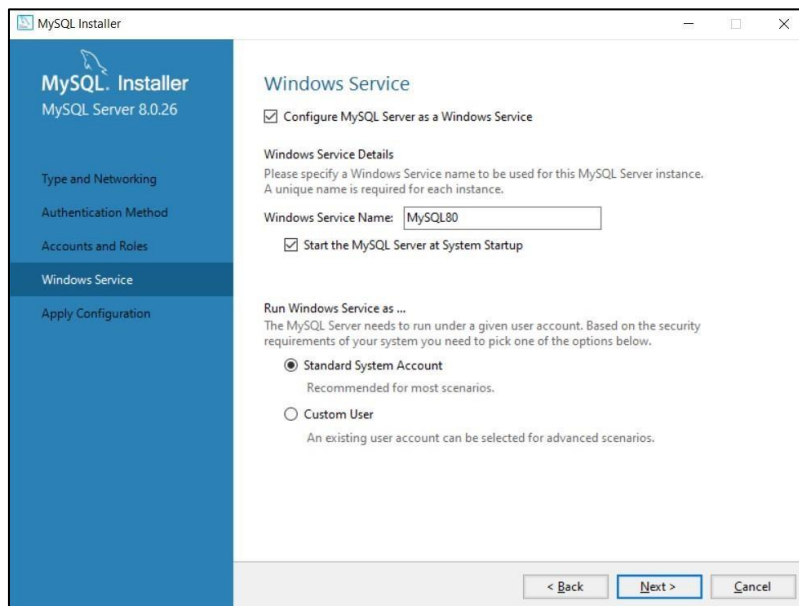 MySQL Installer
MySQL. Installer
MySQL Server 8.0.26
Type and Networking
Authentication Method
Accounts and Roles
Windows Service
Apply Configuration
Windows Service
Configure MySQL Server as a Windows Service
Windows Service Details
Please specify a Windows Service name to be used for this MySQL Server instance.
A unique name is required for each instance.
Windows Service Name: MySQL80
Start the MySQL Server at System Startup
Run Windows Service as ...
The MySQL Server needs to run under a given user account. Based on the security
requirements of your system you need to pick one of the options below.
Standard System Account
Recommended for most scenarios.
Custom User
An existing user account can be selected for advanced scenarios.
< Back Next > Cancel